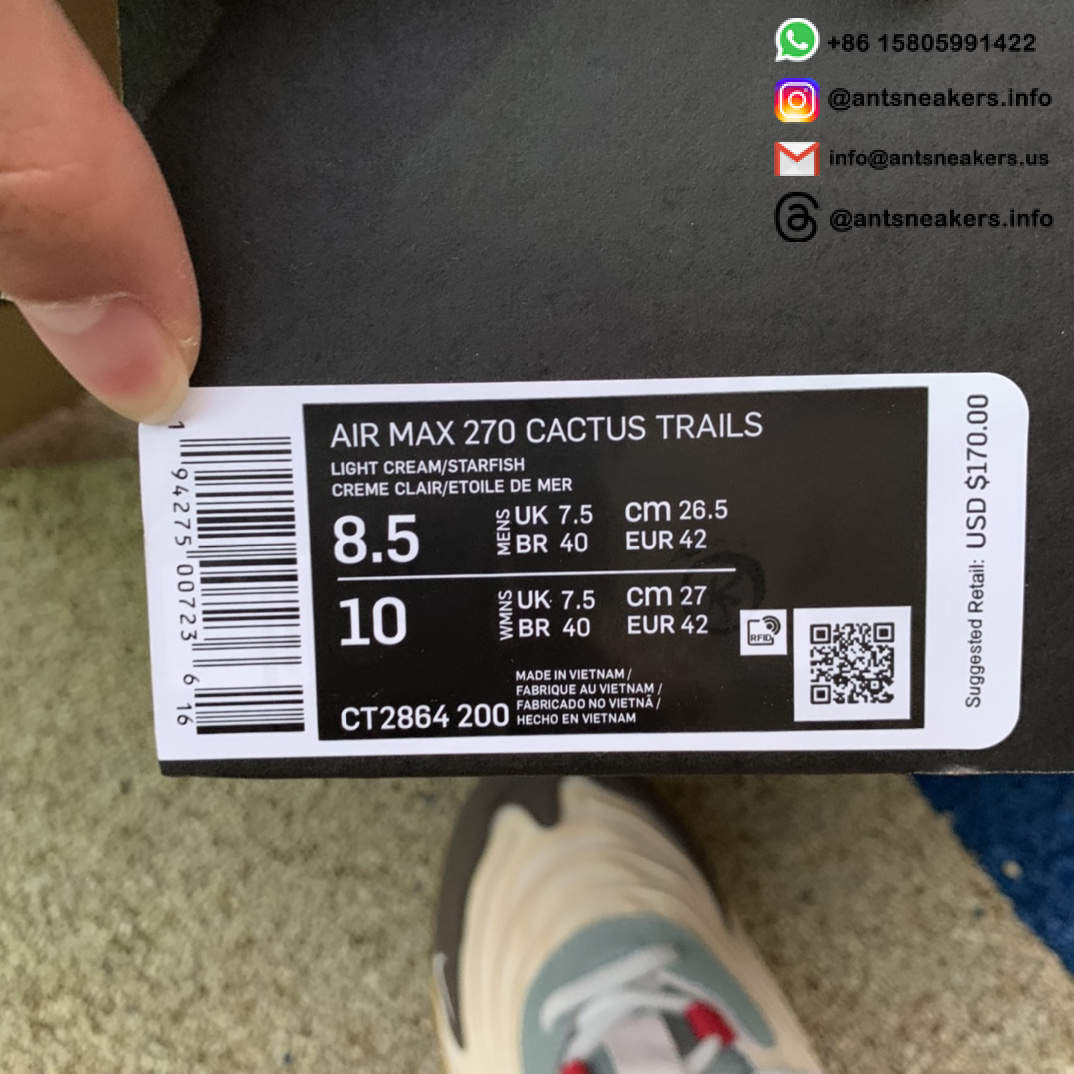 +86 15805991422
@antsneakers.info
info@antsneakers.us
@antsneakers.info
AIR MAX 270 CACTUS TRAILS
LIGHT CREAM/STARFISH
CREME CLAIR/ETOILE DE MER
8.5 MENS UK 7.5 cm 26.5
BR 40 EUR 42
10 WMNS UK 7.5 cm 27
BR 40 EUR 42
RFID
MADE IN VIETNAM /
FABRIQUE AU VIETNAM /
FABRICADO NO VIETNÃ /
CT2864 200 HECHO EN VIETNAM
1 94275 00723 6 16
Suggested Retail: USD $170.00